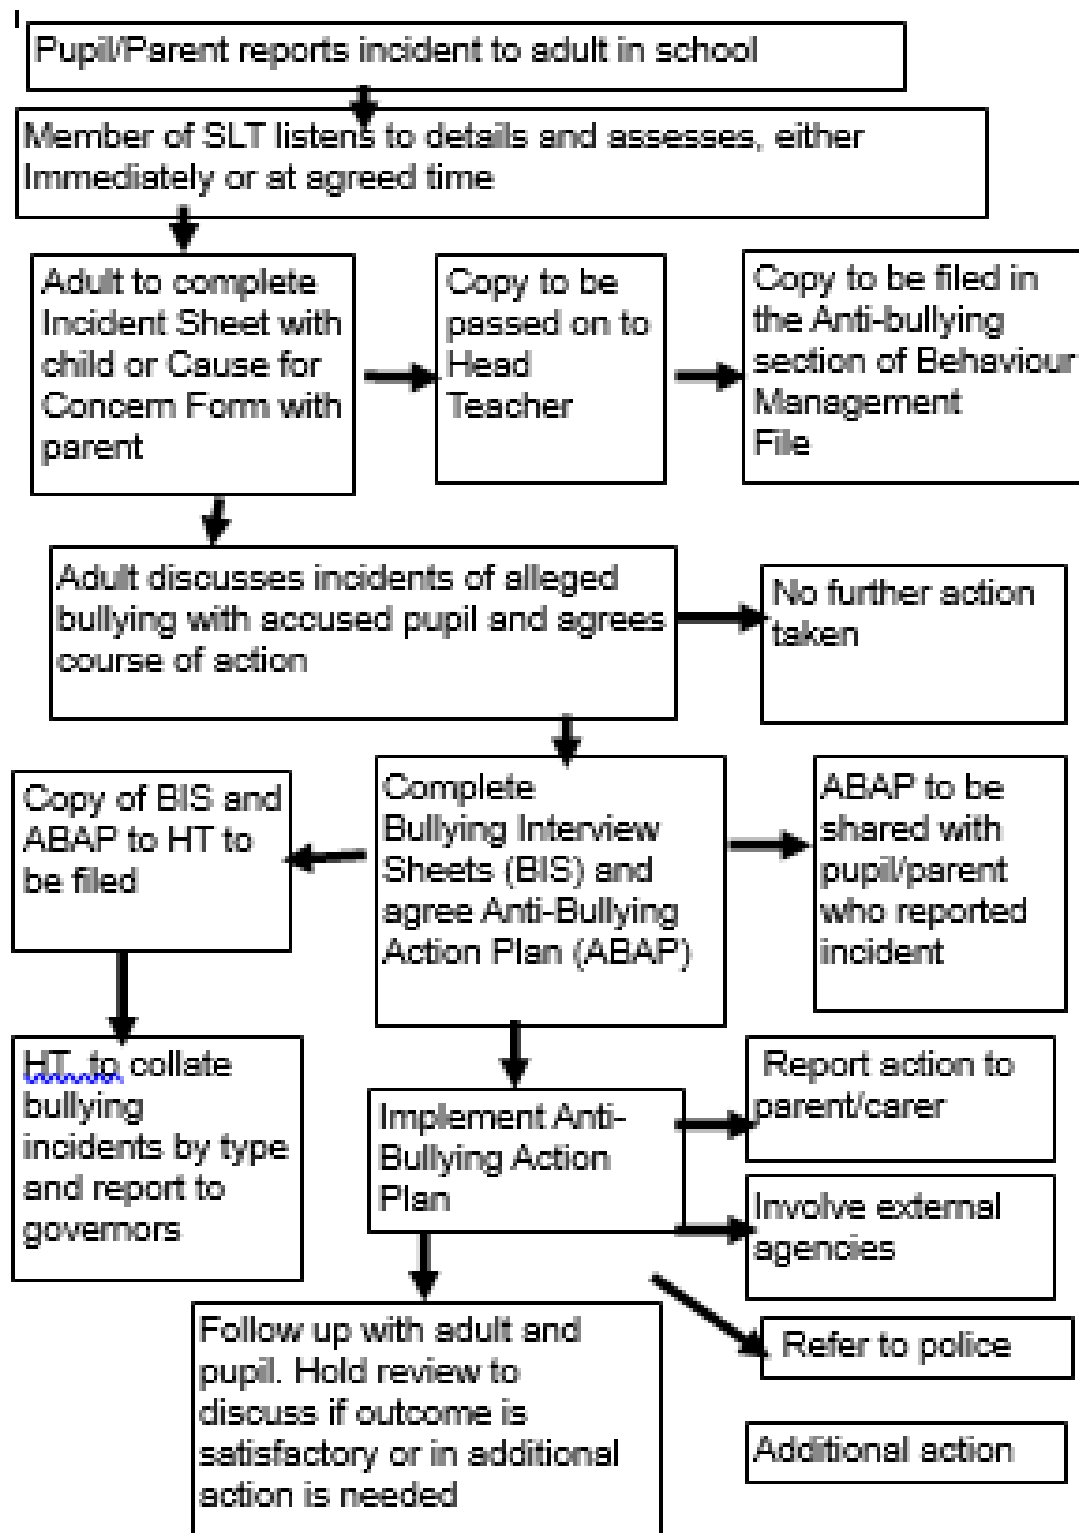 Pupil/Parent reports incident to adult in school
Member of SLT listens to details and assesses, either
Immediately or at agreed time
Adult to complete
Incident Sheet with
child or Cause for
Concern Form with
parent
Copy to be
passed on to
Head
Teacher
Copy to be filed in
the Anti-bullying
section of Behaviour
Management
File
Adult discusses incidents of alleged
bullying with accused pupil and agrees
course of action
No further action
taken
Copy of BIS and
ABAP to HT to
be filed
Complete
Bullying Interview
Sheets (BIS) and
agree Anti-Bullying
Action Plan (ABAP)
ABAP to be
shared with
pupil/parent
who reported
incident
HT to collate
bullying
incidents by type
and report to
governors
Implement Anti-
Bullying Action
Plan
Report action to
parent/carer
Involve external
agencies
Refer to police
Follow up with adult and
pupil. Hold review to
discuss if outcome is
satisfactory or in additional
action is needed
Additional action